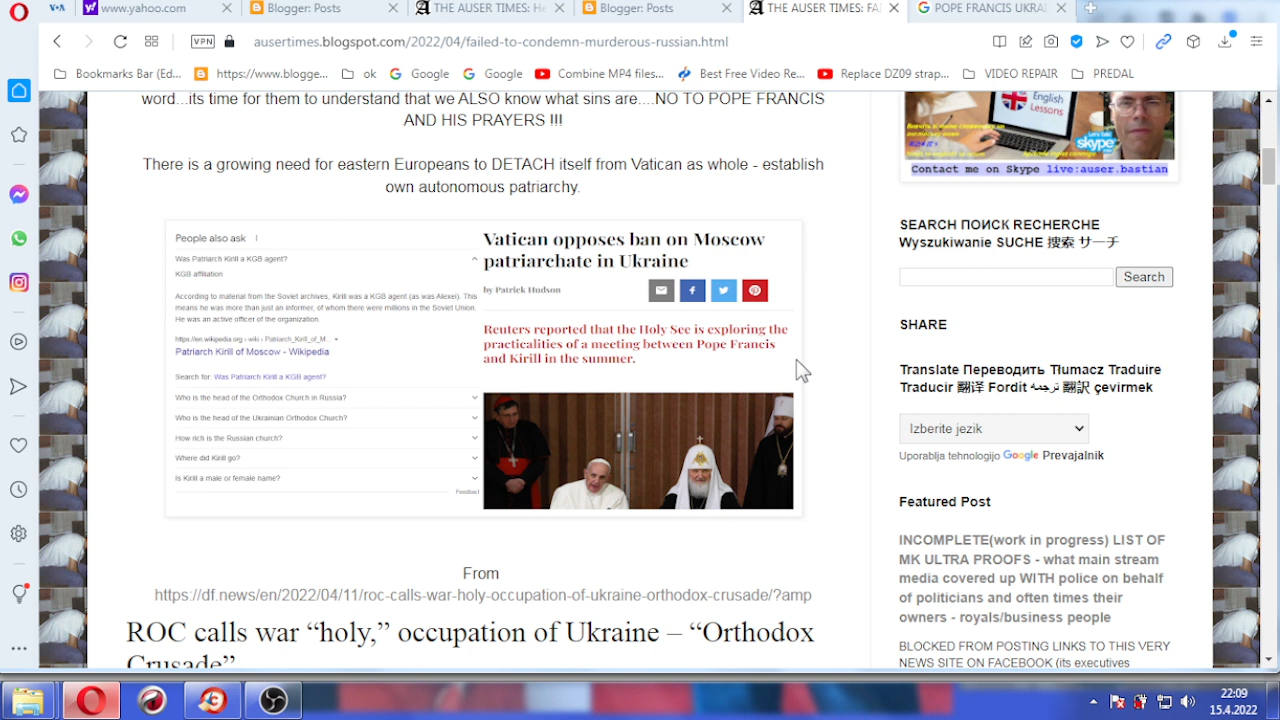 VOA
www.yahoo.com
Blogger: Posts
THE AUSER TIMES: He
Blogger: Posts
THE AUSER TIMES: FAI
POPE FRANCIS UKRAI
VPN
ausertimes.blogspot.com/2022/04/failed-to-condemn-murderous-russian.html
Bookmarks Bar (Ed...
https://www.blogge...
ok
Google
Google
Combine MP4 files...
Best Free Video Re...
Replace DZ09 strap...
VIDEO REPAIR
PREDAL
word...its time for them to understand that we ALSO know what sins are....NO TO POPE FRANCIS
AND HIS PRAYERS !!!
There is a growing need for Eastern Europeans to DETACH itself from Vatican as whole - establish
own autonomous patriarchy.
People also ask
Was Patriarch Kirill a KGB agent?
KGB affiliation
According to material from the Soviet archives, Kirill was a KGB agent (as was Alexei). This
means he was more than just an informer, of whom there were millions in the Soviet Union.
He was an active officer of the organization.
https://en.wikipedia.org › wiki › Patriarch_Kirill_of_M...
Patriarch Kirill of Moscow - Wikipedia
Search for: Was Patriarch Kirill a KGB agent?
Who is the head of the Orthodox Church in Russia?
Who is the head of the Ukrainian Orthodox Church?
How rich is the Russian church?
Where did Kirill go?
Is Kirill a male or female name?
Feedback
Vatican opposes ban on Moscow
patriarchate in Ukraine
by Patrick Hudson
Reuters reported that the Holy See is exploring the
practicalities of a meeting between Pope Francis
and Kirill in the summer.
From
https://df.news/en/2022/04/11/roc-calls-war-holy-occupation-of-ukraine-orthodox-crusade/?amp
ROC calls war “holy,” occupation of Ukraine – “Orthodox
Crusade”
English
Lessons
Let's talk
skype
Contact me on Skype live:auser.bastian
SEARCH ПОИСК RECHERCHE
Wyszukiwanie SUCHE 搜索 サーチ
Search
SHARE
Translate Переводить Tłumacz Traduire
Traducir 翻译 Fordit ترجمة 翻訳 çevirmek
Izberite jezik
Uporablja tehnologijo Google Prevajalnik
Featured Post
INCOMPLETE(work in progress) LIST OF
MK ULTRA PROOFS - what main stream
media covered up WITH police on behalf
of politicians and often times their
owners - royals/business people
BLOCKED FROM POSTING LINKS TO THIS VERY
NEWS SITE ON FACEBOOK (its executives
22:09
15.4.2022